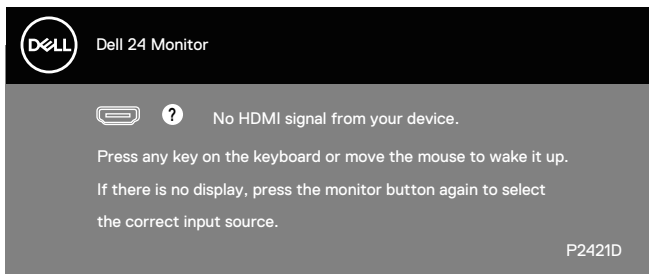 DELL
Dell 24 Monitor
? No HDMI signal from your device.
Press any key on the keyboard or move the mouse to wake it up.
If there is no display, press the monitor button again to select
the correct input source.
P2421D